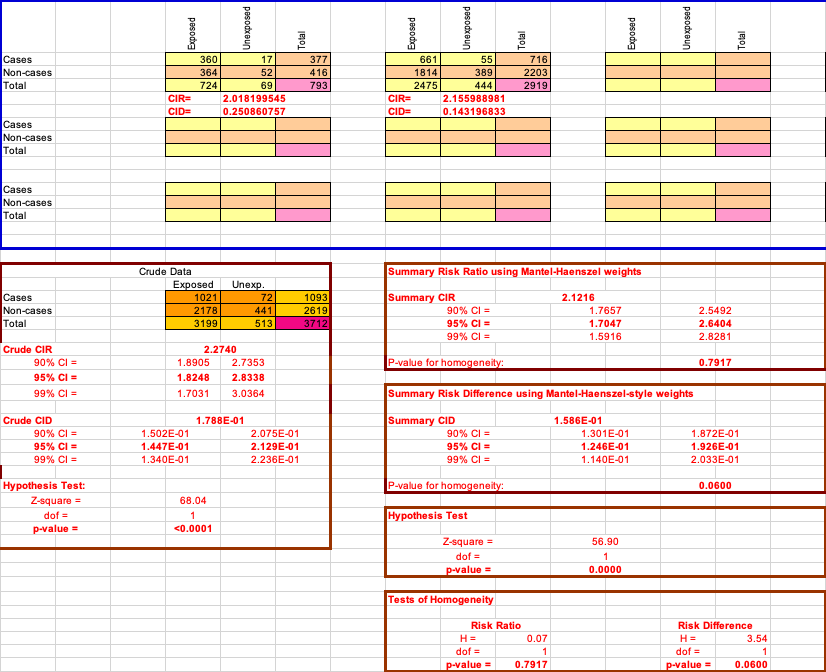 Exposed Unexposed Total Exposed Unexposed Total Exposed Unexposed Total
Cases 360 17 377 661 55 716
Non-cases 364 52 416 1814 389 2203
Total 724 69 793 2475 444 2919
CIR= 2.018199545 CIR= 2.155988981
CID= 0.250860757 CID= 0.143196833
Cases
Non-cases
Total
Cases
Non-cases
Total
Crude Data
Exposed Unexp.
Cases 1021 72 1093
Non-cases 2178 441 2619
Total 3199 513 3712
Crude CIR 2.2740
90% CI = 1.8905 2.7353
95% CI = 1.8248 2.8338
99% CI = 1.7031 3.0364
Crude CID 1.788E-01
90% CI = 1.502E-01 2.075E-01
95% CI = 1.447E-01 2.129E-01
99% CI = 1.340E-01 2.236E-01
Hypothesis Test:
Z-square = 68.04
dof = 1
p-value = <0.0001
Summary Risk Ratio using Mantel-Haenszel weights
Summary CIR 2.1216
90% CI = 1.7657 2.5492
95% CI = 1.7047 2.6404
99% CI = 1.5916 2.8281
P-value for homogeneity: 0.7917
Summary Risk Difference using Mantel-Haenszel-style weights
Summary CID 1.586E-01
90% CI = 1.301E-01 1.872E-01
95% CI = 1.246E-01 1.926E-01
99% CI = 1.140E-01 2.033E-01
P-value for homogeneity: 0.0600
Hypothesis Test
Z-square = 56.90
dof = 1
p-value = 0.0000
Tests of Homogeneity
Risk Ratio Risk Difference
H = 0.07 H = 3.54
dof = 1 dof = 1
p-value = 0.7917 p-value = 0.0600